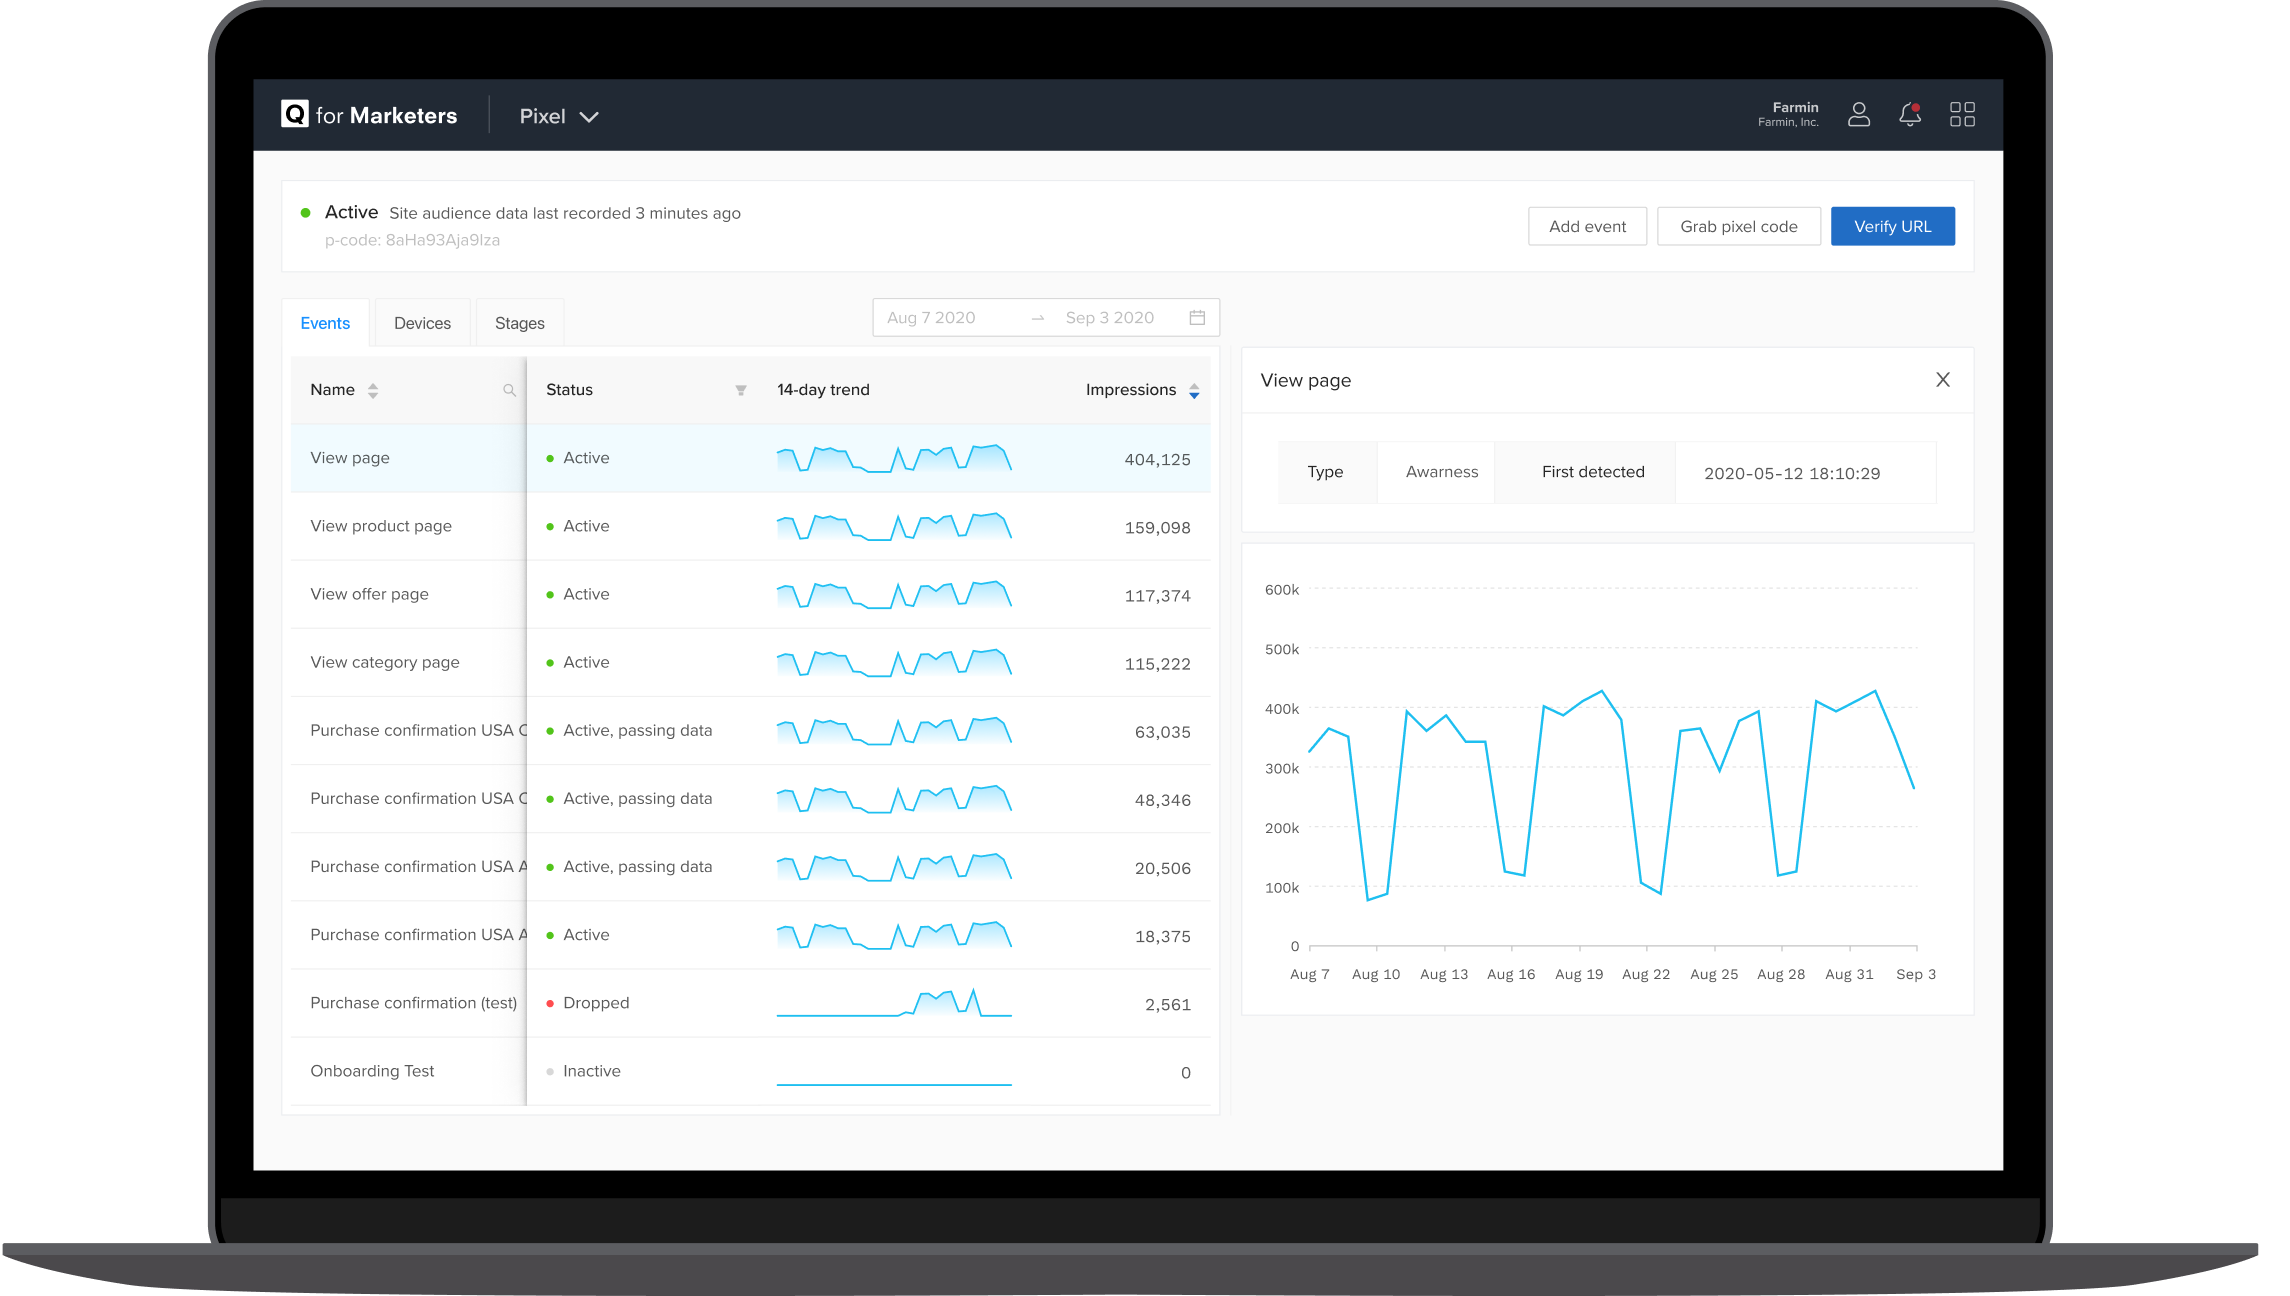 Q for Marketers
Pixel
Farmin
Farmin, Inc.
Active Site audience data last recorded 3 minutes ago
p-code: 8aHa93Aja9lza
Add event
Grab pixel code
Verify URL
Events
Devices
Stages
Aug 7 2020 → Sep 3 2020
Name Status 14-day trend Impressions
View page Active 404,125
View product page Active 159,098
View offer page Active 117,374
View category page Active 115,222
Purchase confirmation USA C Active, passing data 63,035
Purchase confirmation USA C Active, passing data 48,346
Purchase confirmation USA A Active, passing data 20,506
Purchase confirmation USA A Active 18,375
Purchase confirmation (test) Dropped 2,561
Onboarding Test Inactive 0
View page X
Type Awarness First detected 2020-05-12 18:10:29
600k
500k
400k
300k
200k
100k
0
Aug 7 Aug 10 Aug 13 Aug 16 Aug 19 Aug 22 Aug 25 Aug 28 Aug 31 Sep 3